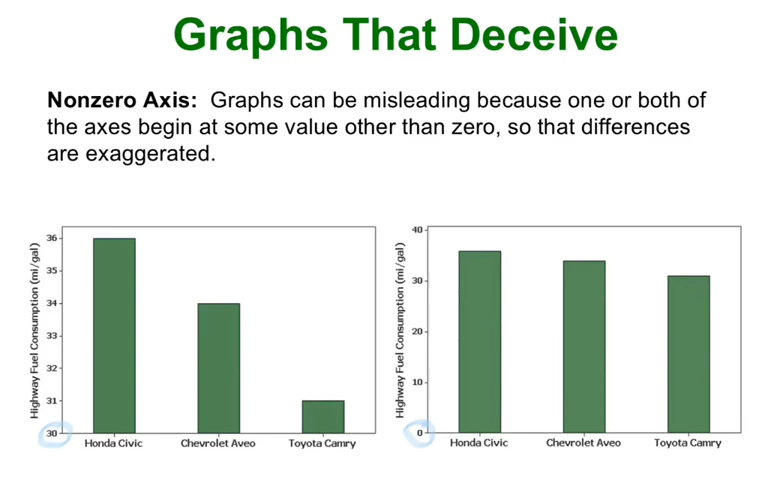 Graphs That Deceive
Nonzero Axis: Graphs can be misleading because one or both of
the axes begin at some value other than zero, so that differences
are exaggerated.
Highway Fuel Consumption (mi/gal)
36
35
34
33
32
31
30
Honda Civic
Chevrolet Aveo
Toyota Camry
Highway Fuel Consumption (mi/gal)
40
30
20
10
0
Honda Civic
Chevrolet Aveo
Toyota Camry